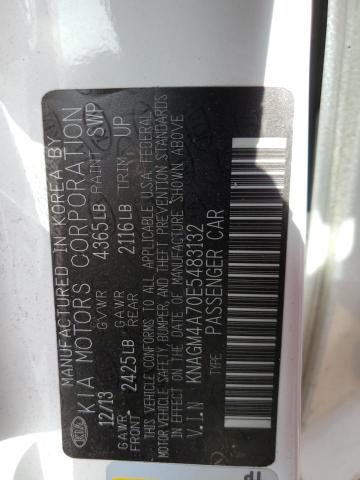 MANUFACTURED IN KOREA BY
KIA KIA MOTORS CORPORATION
12/13 GVWR 4365LB PAINT SWP
GAWR FRONT 2425LB GAWR REAR 2116LB TRIM UP
THIS VEHICLE CONFORMS TO ALL APPLICABLE U.S.A. FEDERAL
MOTOR VEHICLE SAFETY, BUMPER, AND THEFT PREVENTION STANDARDS
IN EFFECT ON THE DATE OF MANUFACTURE SHOWN ABOVE
V.I.N KNAGM4A70E5483132
TYPE PASSENGER CAR